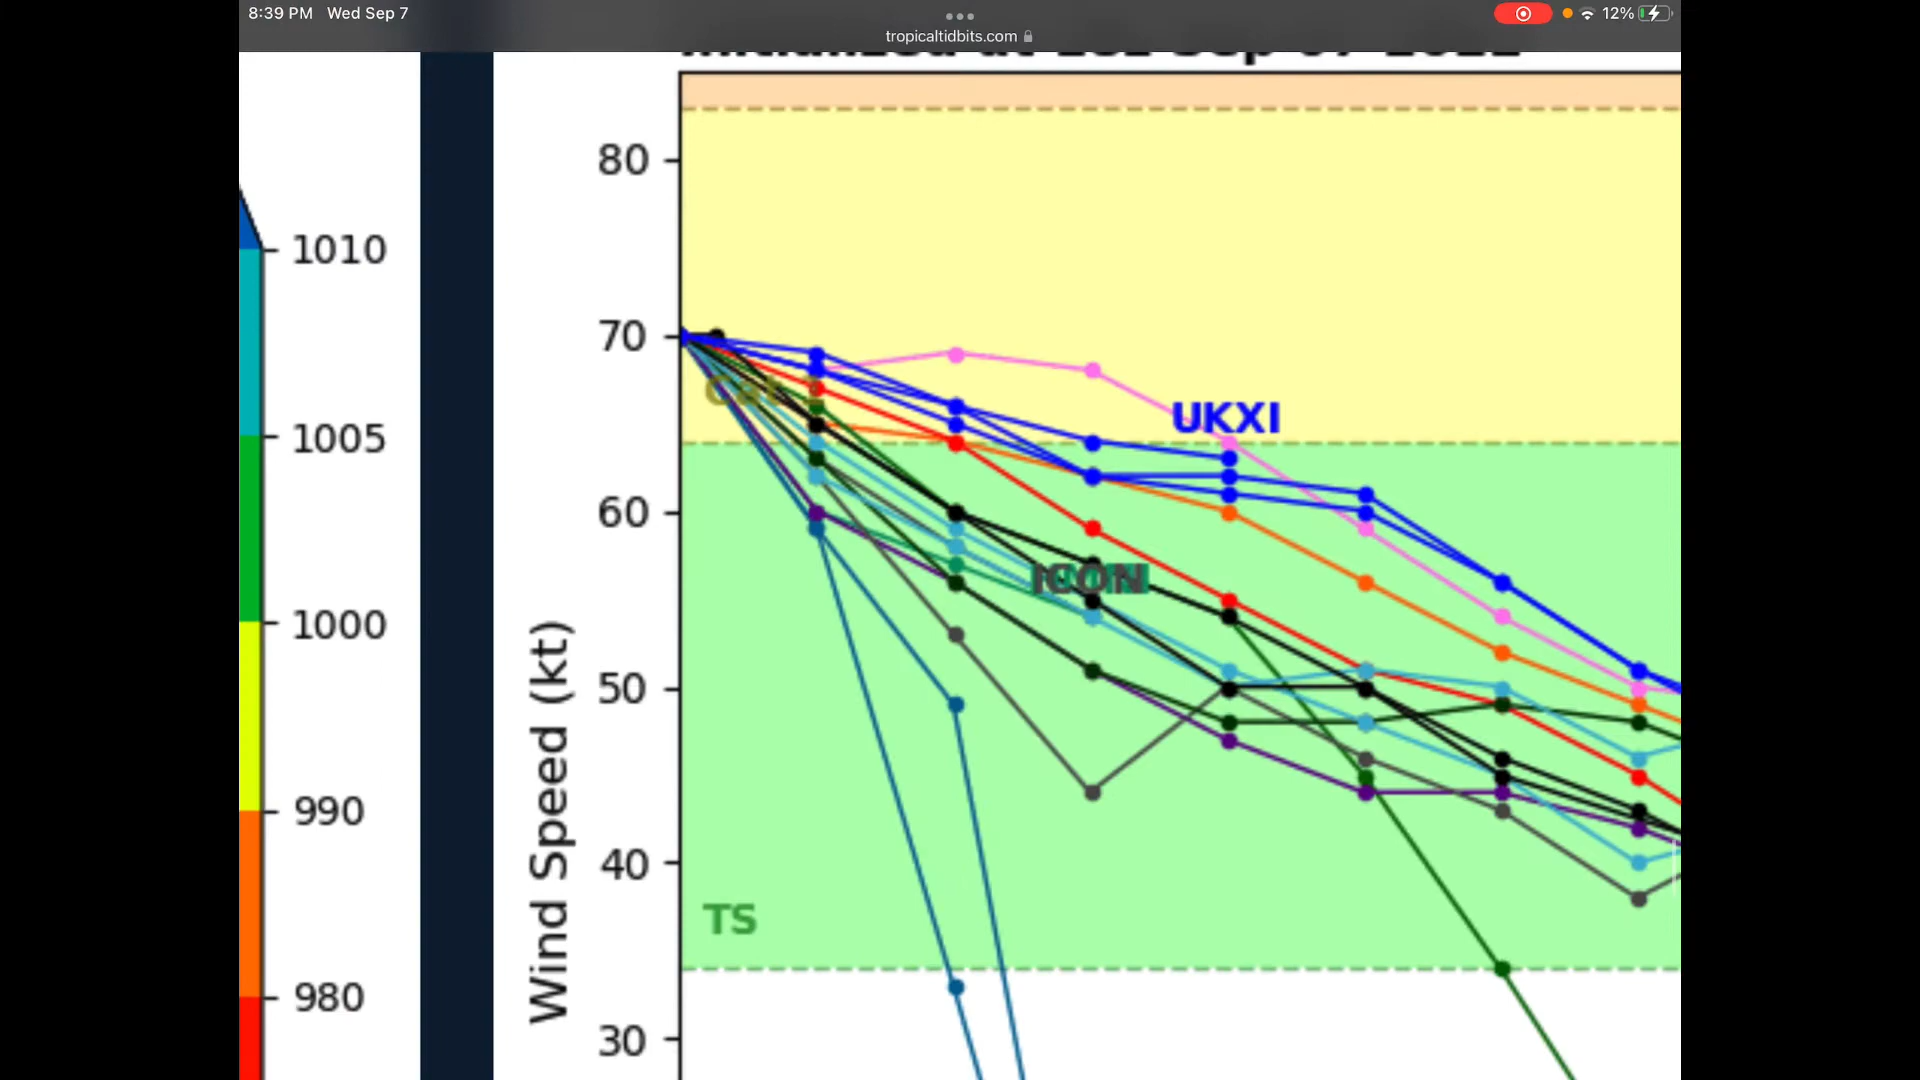 8:39 PM Wed Sep 7
12%
tropicaltidbits.com
1010
1005
1000
990
980
Wind Speed (kt)
80
70
60
50
40
30
UKXI
ICON
TS